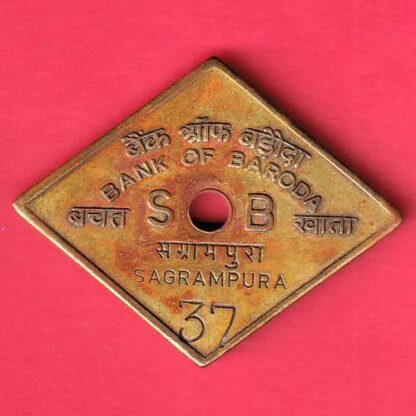 बैंक ऑफ बड़ौदा
BANK OF BARODA
बचत S B खाता
सग्रामपुरा
SAGRAMPURA
37